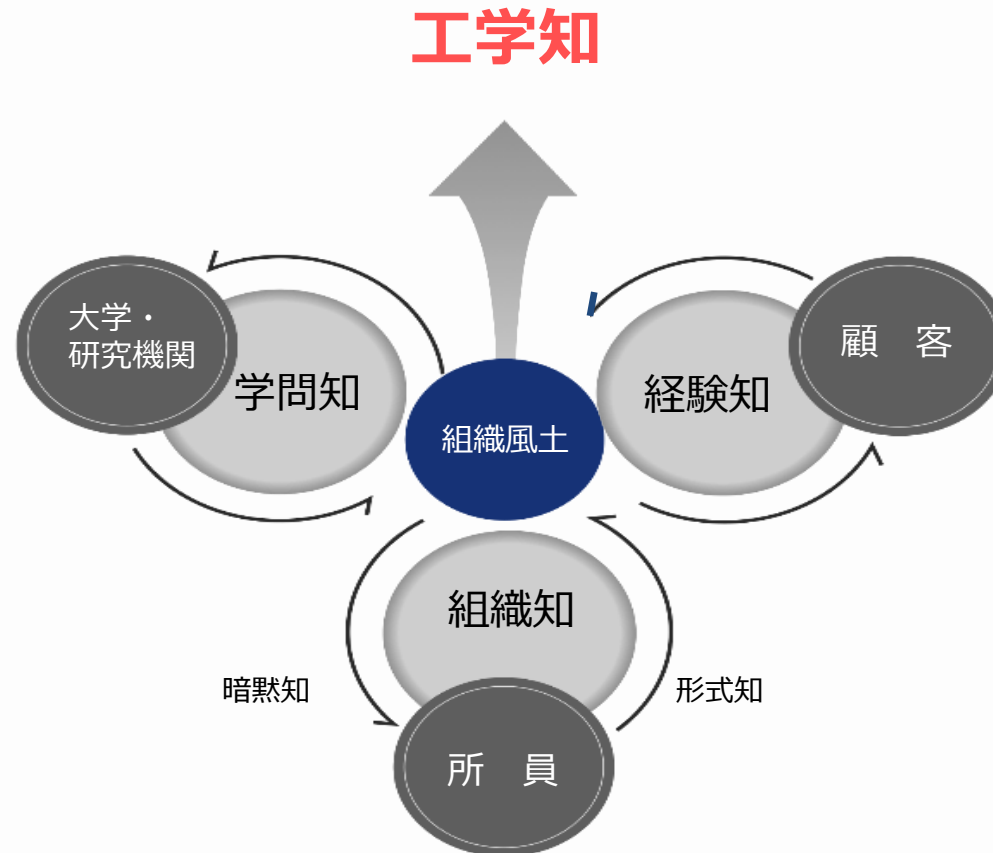 工学知
大学・
研究機関
学問知
組織風土
経験知
顧　客
組織知
暗黙知
形式知
所　員